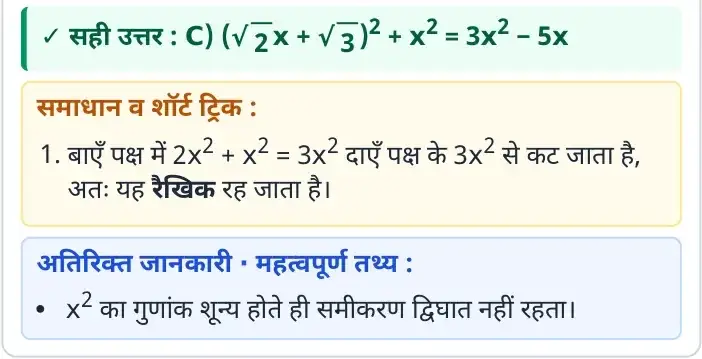 ✓ सही उत्तर : C) (√2x + √3)² + x² = 3x² − 5x
समाधान व शॉर्ट ट्रिक :
1. बाएँ पक्ष में 2x² + x² = 3x² दाएँ पक्ष के 3x² से कट जाता है,
अतः यह रैखिक रह जाता है।
अतिरिक्त जानकारी · महत्वपूर्ण तथ्य :
• x² का गुणांक शून्य होते ही समीकरण द्विघात नहीं रहता।